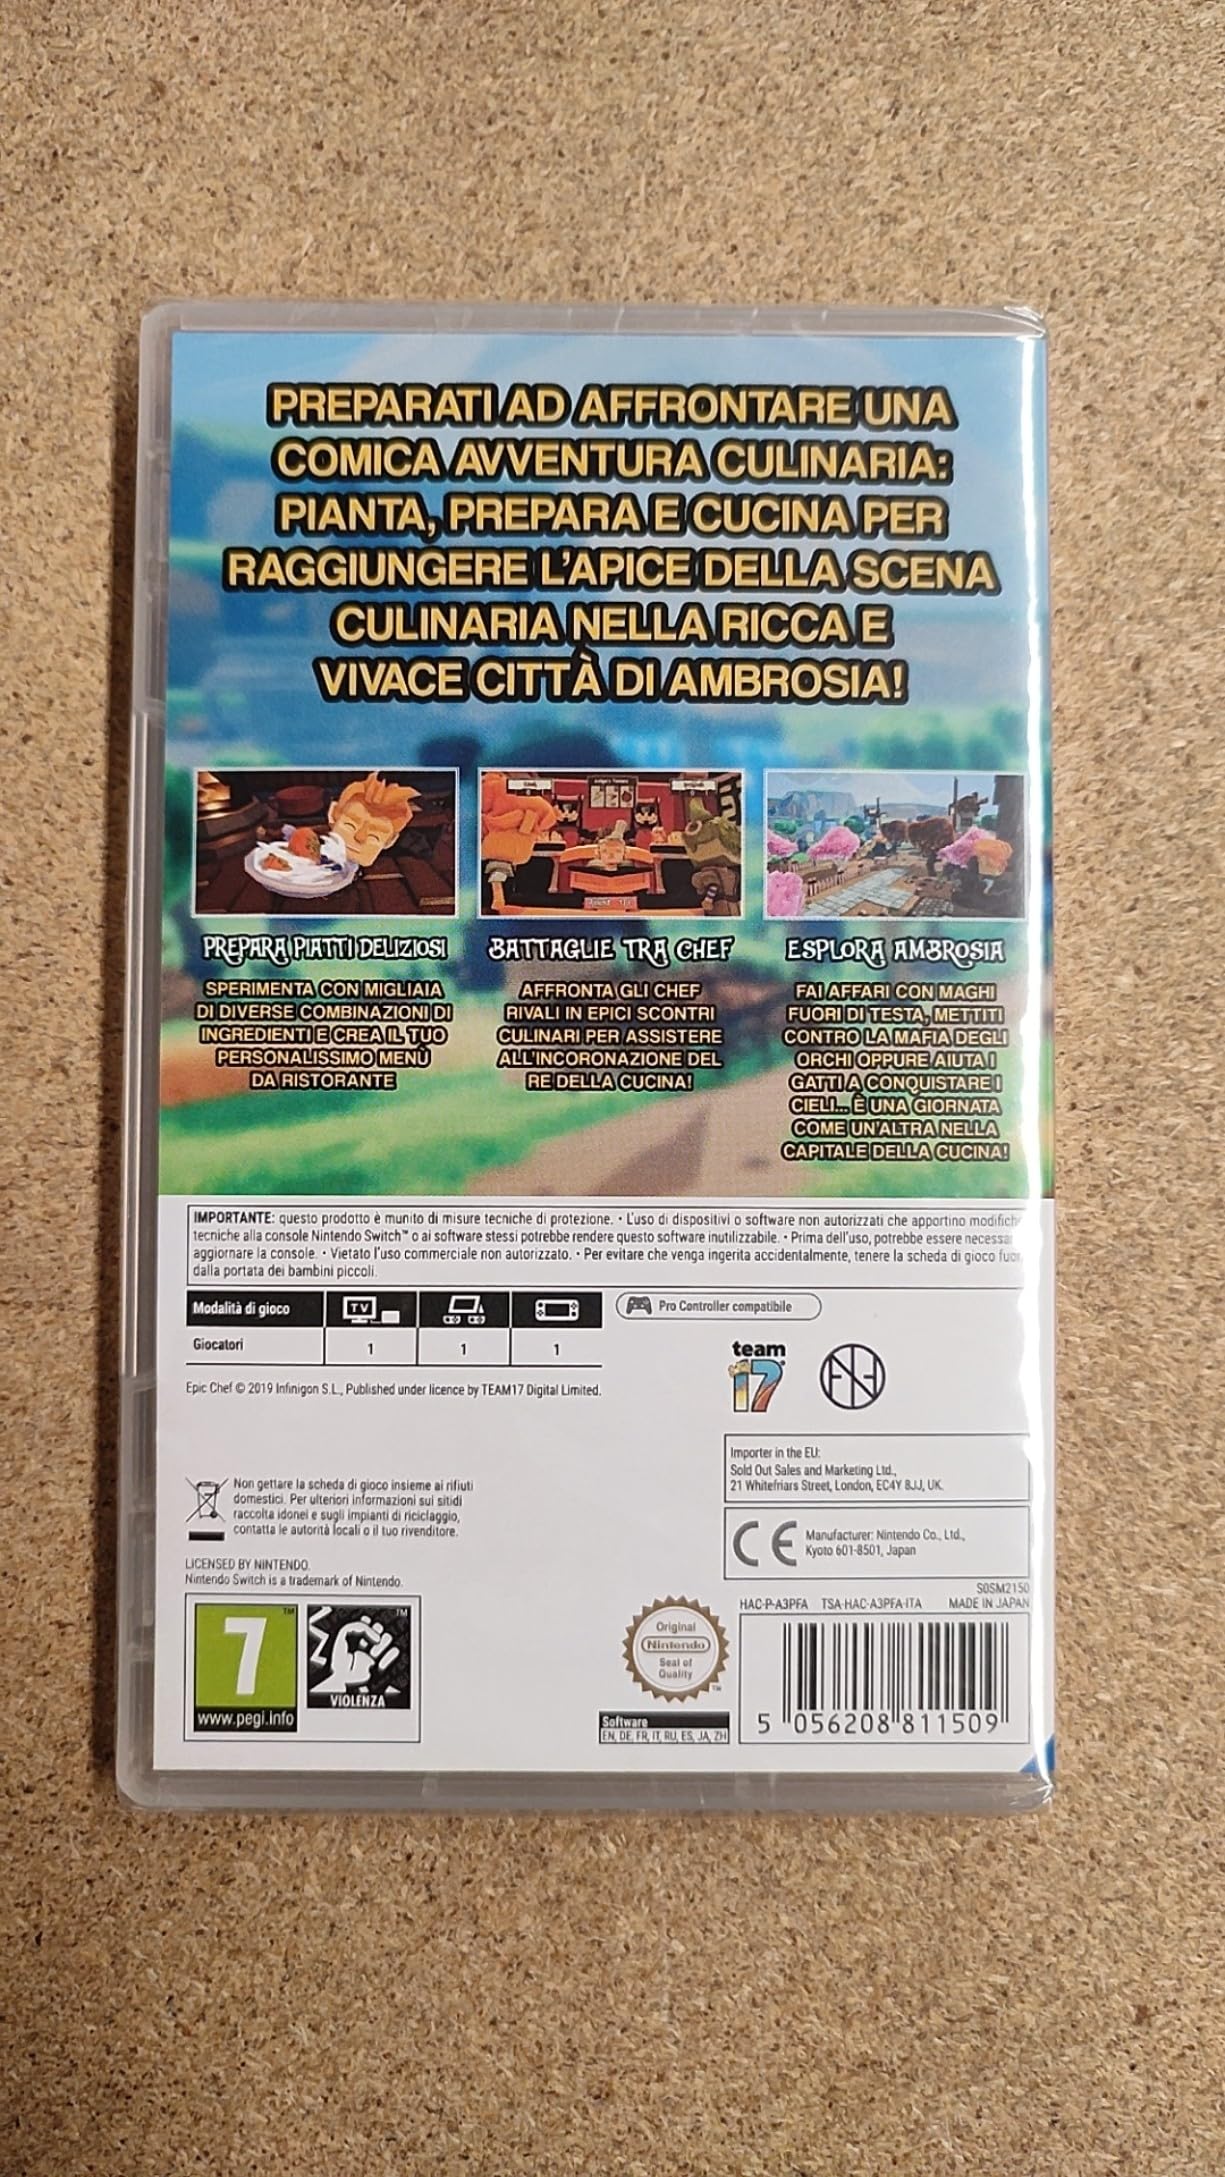 PREPARATI AD AFFRONTARE UNA
COMICA AVVENTURA CULINARIA:
PIANTA, PREPARA E CUCINA PER
RAGGIUNGERE L'APICE DELLA SCENA
CULINARIA NELLA RICCA E
VIVACE CITTÀ DI AMBROSIA!
PREPARA PIATTI DELIZIOSI
SPERIMENTA CON MIGLIAIA
DI DIVERSE COMBINAZIONI DI
INGREDIENTI E CREA IL TUO
PERSONALISSIMO MENÙ
DA RISTORANTE
BATTAGLIE TRA CHEF
AFFRONTA GLI CHEF
RIVALI IN EPICI SCONTRI
CULINARI PER ASSISTERE
ALL'INCORONAZIONE DEL
RE DELLA CUCINA!
ESPLORA AMBROSIA
FAI AFFARI CON MAGHI
FUORI DI TESTA, METTITI
CONTRO LA MAFIA DEGLI
ORCHI OPPURE AIUTA I
GATTI A CONQUISTARE I
CIELI... È UNA GIORNATA
COME UN'ALTRA NELLA
CAPITALE DELLA CUCINA!
IMPORTANTE: questo prodotto è munito di misure tecniche di protezione. • L'uso di dispositivi o software non autorizzati che apportino modifich
tecniche alla console Nintendo Switch™ o ai software stessi potrebbe rendere questo software inutilizzabile. • Prima dell'uso, potrebbe essere necessar
aggiornare la console. • Vietato l'uso commerciale non autorizzato. • Per evitare che venga ingerita accidentalmente, tenere la scheda di gioco fuor
dalla portata dei bambini piccoli.
Modalità di gioco TV
Pro Controller compatibile
Giocatori 1 1 1
team
17
Epic Chef © 2019 Infinigon S.L., Published under licence by TEAM17 Digital Limited.
Importer in the EU:
Sold Out Sales and Marketing Ltd.,
21 Whitefriars Street, London, EC4Y 8JJ, UK.
Non gettare la scheda di gioco insieme ai rifiuti
domestici. Per ulteriori informazioni sui sitidi
raccolta idonei e sugli impianti di riciclaggio,
contatta le autorità locali o il tuo rivenditore.
CE
Manufacturer: Nintendo Co., Ltd.,
Kyoto 601-8501, Japan
LICENSED BY NINTENDO.
Nintendo Switch is a trademark of Nintendo.
S0SM2150
HAC-P-A3PFA TSA-HAC-A3PFA-ITA MADE IN JAPAN
7 ™
www.pegi.info
™
VIOLENZA
Original
Nintendo
Seal of
Quality
™
Software
EN, DE, FR, IT, RU, ES, JA, ZH
5 056208 811509